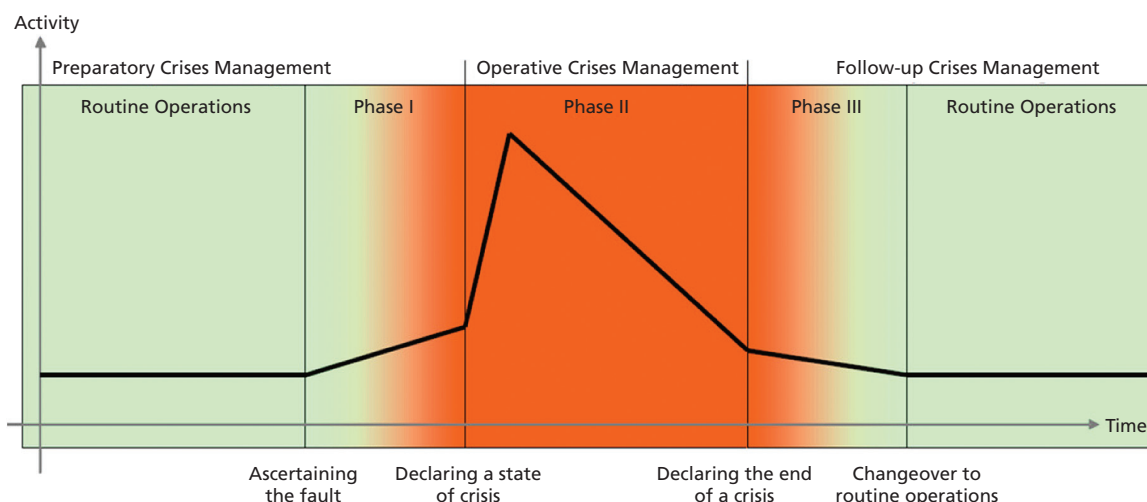 Activity
Preparatory Crises Management
Operative Crises Management
Follow-up Crises Management
Routine Operations
Phase I
Phase II
Phase III
Routine Operations
Time
Ascertaining
the fault
Declaring a state
of crisis
Declaring the end
of a crisis
Changeover to
routine operations